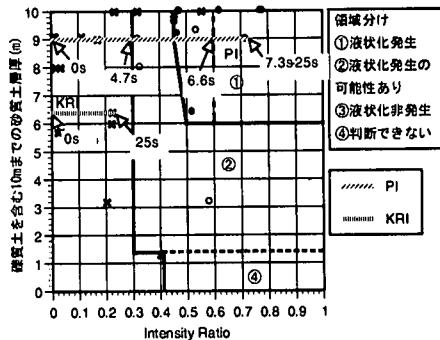 礫質土を含む10mまでの砂質土層厚(m)
10
9
8
7
6
5
4
3
2
1
0
0s
4.7s
6.6s
7.3s-25s
PI
①
KRI
0s
25s
②
④
0 0.1 0.2 0.3 0.4 0.5 0.6 0.7 0.8 0.9 1
Intensity Ratio
領域分け
①液状化発生
②液状化発生の
可能性あり
③液状化非発生
④判断できない
PI
KRI